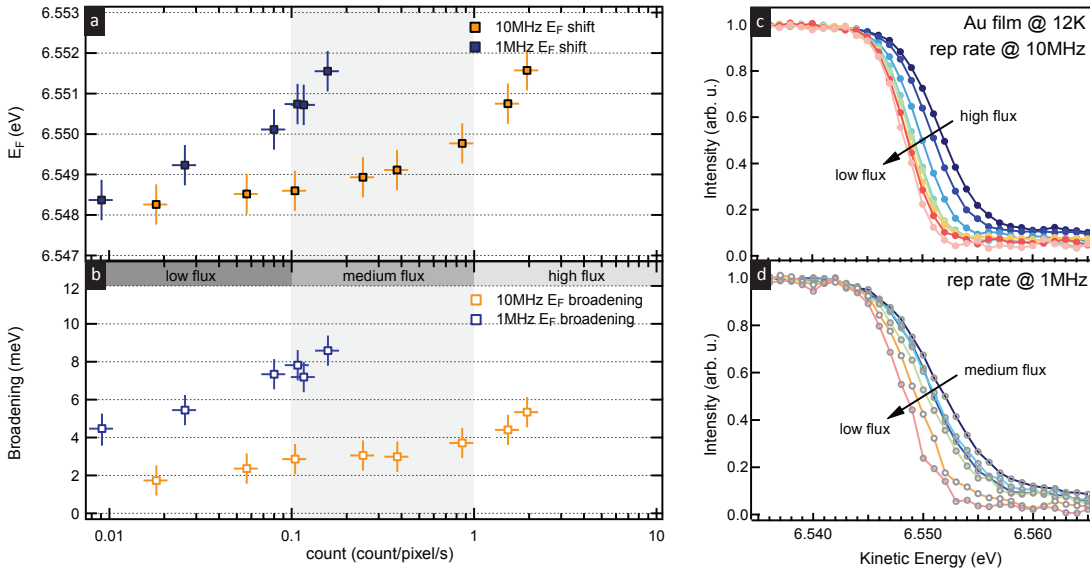 a
10MHz E_F shift
1MHz E_F shift
6.553
6.552
6.551
6.550
6.549
6.548
6.547
E_F (eV)
b
low flux
medium flux
high flux
10MHz E_F broadening
1MHz E_F broadening
12
10
8
6
4
2
0
Broadening (meV)
0.01
0.1
1
10
count (count/pixel/s)
c
Au film @ 12K
rep rate @ 10MHz
high flux
low flux
1.0
0.8
0.6
0.4
0.2
0.0
Intensity (arb. u.)
d
rep rate @ 1MHz
medium flux
low flux
1.0
0.8
0.6
0.4
0.2
0.0
Intensity (arb. u.)
6.540
6.550
6.560
Kinetic Energy (eV)